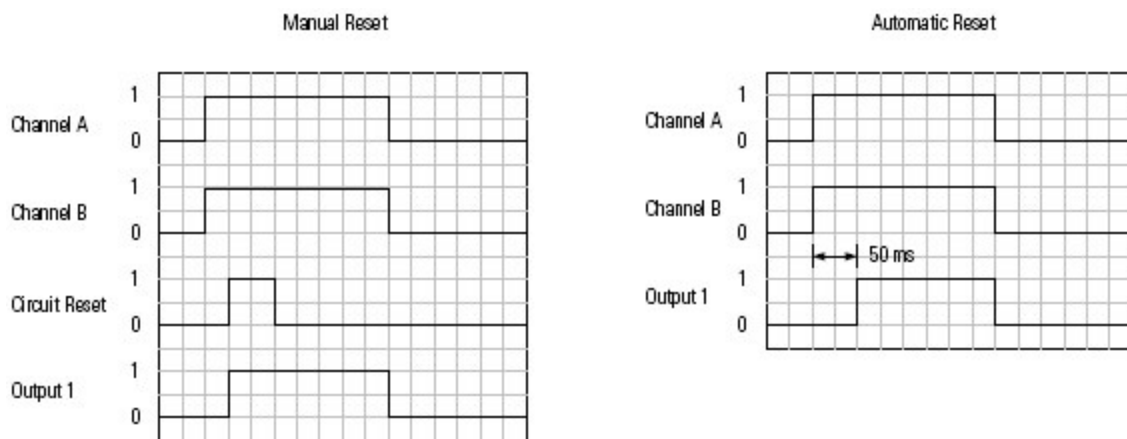 Manual Reset
Channel A
1
0
Channel B
1
0
Circuit Reset
1
0
Output 1
1
0
Automatic Reset
Channel A
1
0
Channel B
1
0
50 ms
Output 1
1
0